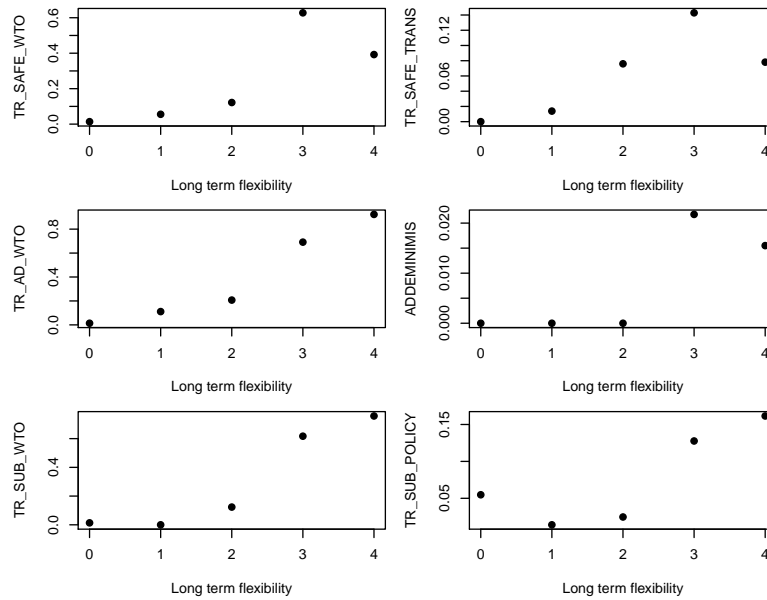 TR_SAFE_WTO
0.0 0.2 0.4 0.6
0 1 2 3 4
Long term flexibility
TR_SAFE_TRANS
0.00 0.06 0.12
0 1 2 3 4
Long term flexibility
TR_AD_WTO
0.0 0.4 0.8
0 1 2 3 4
Long term flexibility
ADDEMINIMIS
0.000 0.010 0.020
0 1 2 3 4
Long term flexibility
TR_SUB_WTO
0.0 0.4
0 1 2 3 4
Long term flexibility
TR_SUB_POLICY
0.05 0.15
0 1 2 3 4
Long term flexibility